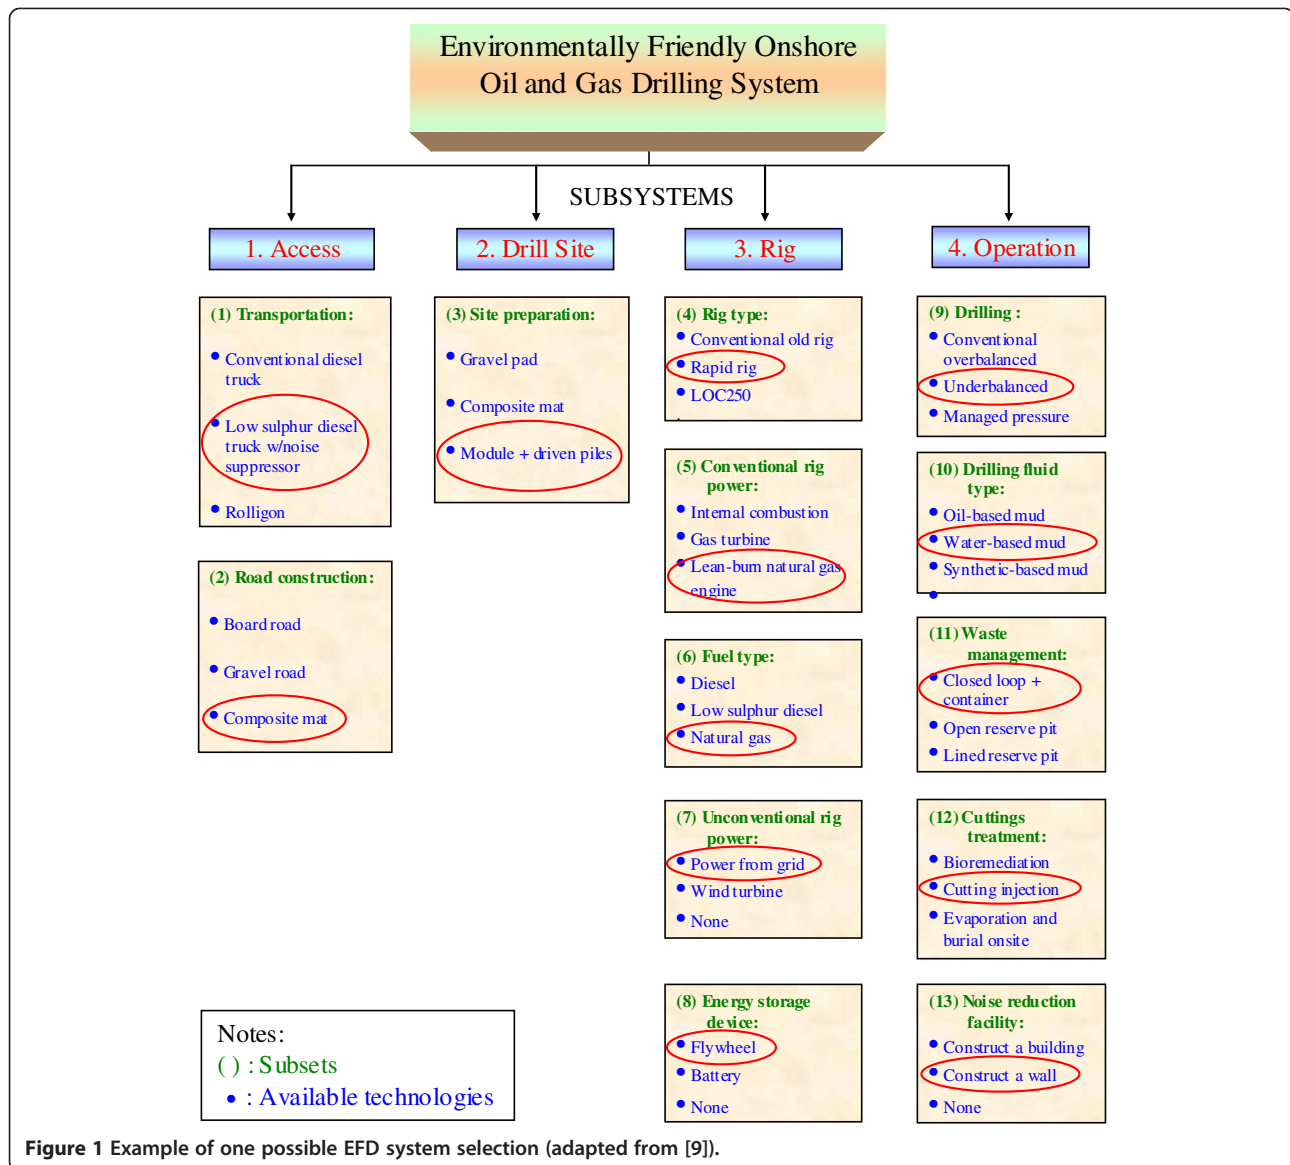 Environmentally Friendly Onshore
Oil and Gas Drilling System
SUBSYSTEMS
1. Access
2. Drill Site
3. Rig
4. Operation
(1) Transportation:
• Conventional diesel
truck
• Low sulphur diesel
truck w/noise
suppressor
• Rolligon
(2) Road construction:
• Board road
• Gravel road
• Composite mat
(3) Site preparation:
• Gravel pad
• Composite mat
• Module + driven piles
(4) Rig type:
• Conventional old rig
• Rapid rig
• LOC250
(5) Conventional rig
power:
• Internal combustion
• Gas turbine
• Lean-burn natural gas
engine
(6) Fuel type:
• Diesel
• Low sulphur diesel
• Natural gas
(7) Unconventional rig
power:
• Power from grid
• Wind turbine
• None
(8) Energy storage
device:
• Flywheel
• Battery
• None
(9) Drilling :
• Conventional
overbalanced
• Underbalanced
• Managed pressure
(10) Drilling fluid
type:
• Oil-based mud
• Water-based mud
• Synthetic-based mud
•
(11) Waste
management:
• Closed loop +
container
• Open reserve pit
• Lined reserve pit
(12) Cuttings
treatment:
• Bioremediation
• Cutting injection
• Evaporation and
burial onsite
(13) Noise reduction
facility:
• Construct a building
• Construct a wall
• None
Notes:
( ) : Subsets
• : Available technologies
Figure 1 Example of one possible EFD system selection (adapted from [9]).